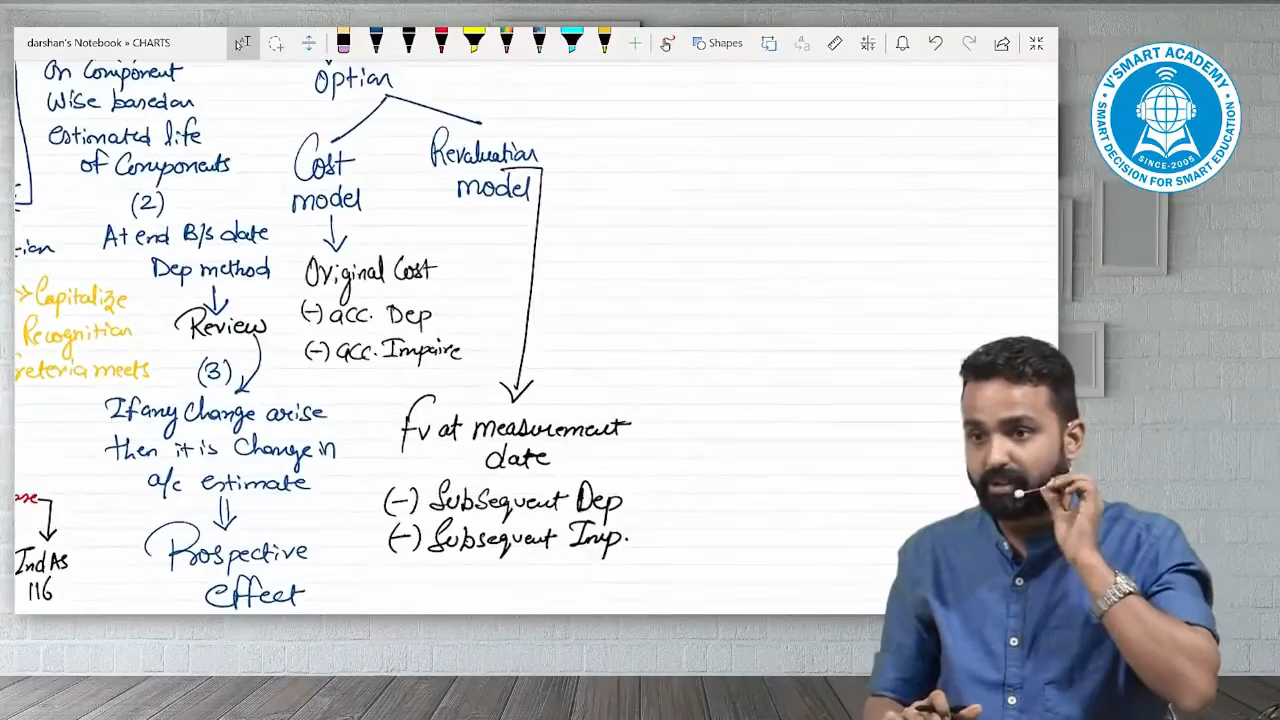 darshan's Notebook » CHARTS
Shapes
On Component
Wise based on
estimated life
of Components
(2)
At end B/s date
Dep method
Review
(3)
If any change arise
then it is change in
a/c estimate
Prospective
effect
Capitalize
Recognition
reteria meets
Ind As
116
Option
Cost
model
Original Cost
(-) acc. Dep
(-) acc. Impaire
Revaluation
model
fv at measurement
date
(-) Subsequent Dep
(-) Subsequent Imp.
V'SMART ACADEMY
SINCE-2005
SMART DECISION FOR SMART EDUCATION